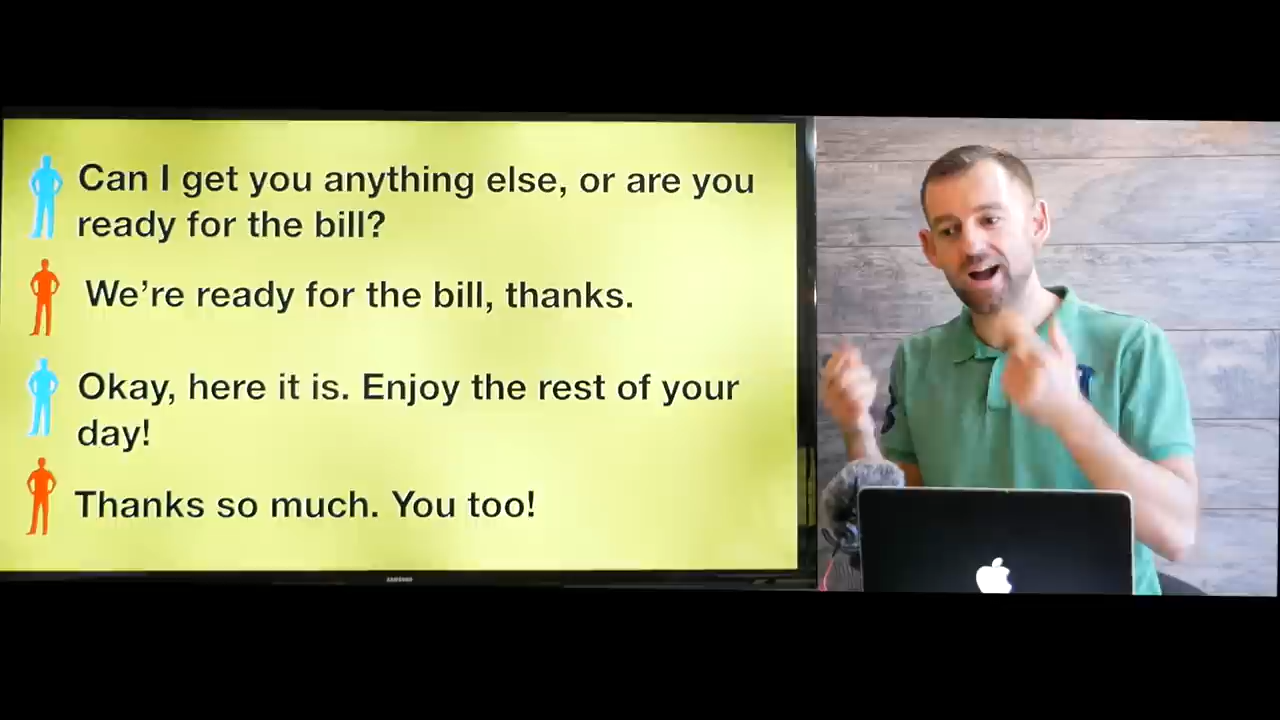 Can I get you anything else, or are you
ready for the bill?
We're ready for the bill, thanks.
Okay, here it is. Enjoy the rest of your
day!
Thanks so much. You too!
SAMSUNG